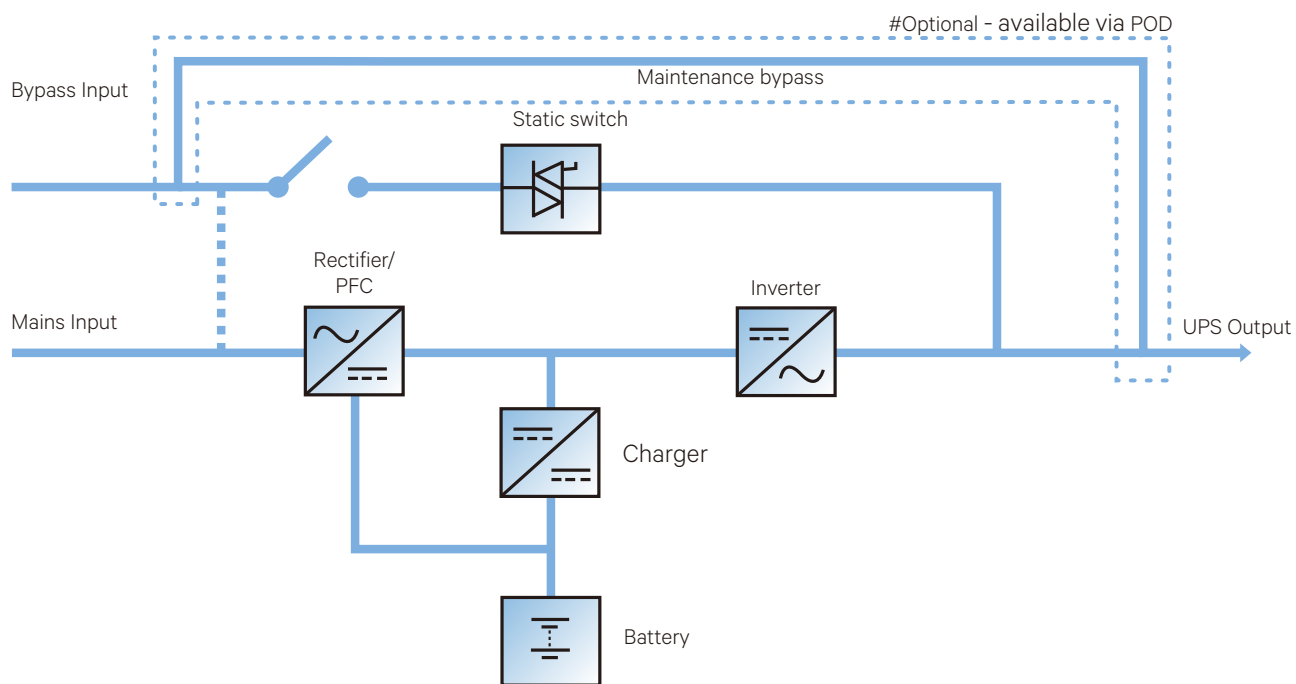 #Optional - available via POD
Bypass Input
Maintenance bypass
Static switch
Rectifier/
PFC
Inverter
Mains Input
UPS Output
Charger
Battery